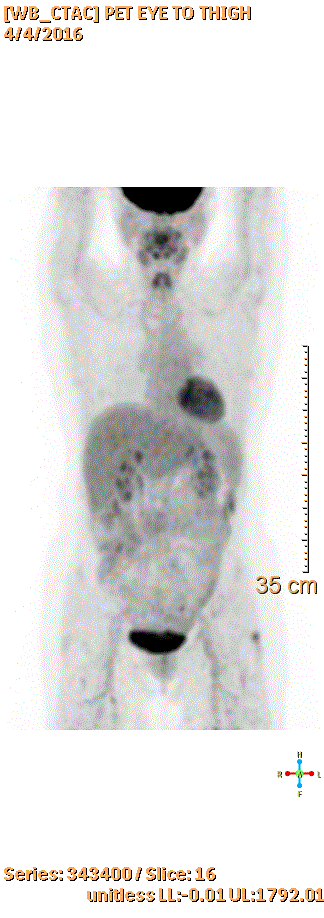 [WB_CTAC] PET EYE TO THIGH
4/4/2016
35 cm
H
R
L
F
Series: 343400 / Slice: 16
unitless LL:-0.01 UL:1792.01